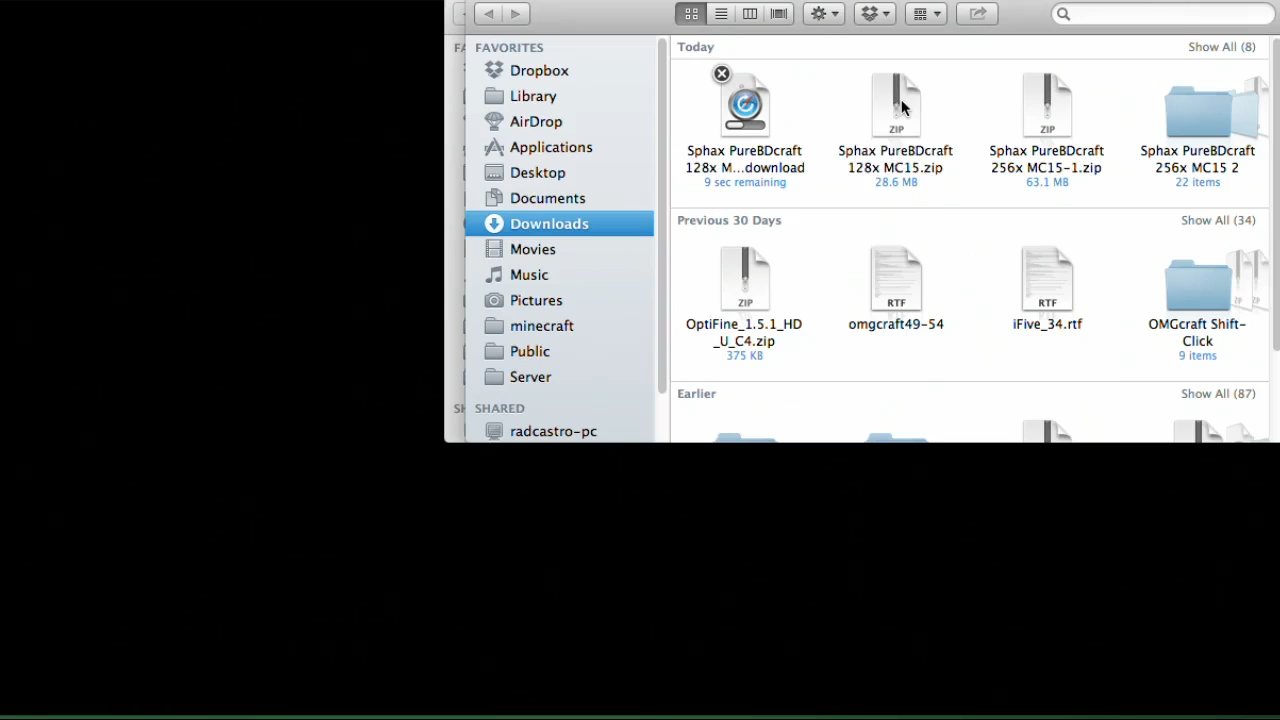 FAVORITES
Dropbox
Library
AirDrop
Applications
Desktop
Documents
Downloads
Movies
Music
Pictures
minecraft
Public
Server
SHARED
radcastro-pc
Today
Show All (8)
Sphax PureBDcraft
128x M...download
9 sec remaining
ZIP
Sphax PureBDcraft
128x MC15.zip
28.6 MB
ZIP
Sphax PureBDcraft
256x MC15-1.zip
63.1 MB
Sphax PureBDcraft
256x MC15 2
22 items
Previous 30 Days
Show All (34)
ZIP
OptiFine_1.5.1_HD
_U_C4.zip
375 KB
RTF
omgcraft49-54
RTF
iFive_34.rtf
OMGcraft Shift-
Click
9 items
Earlier
Show All (87)